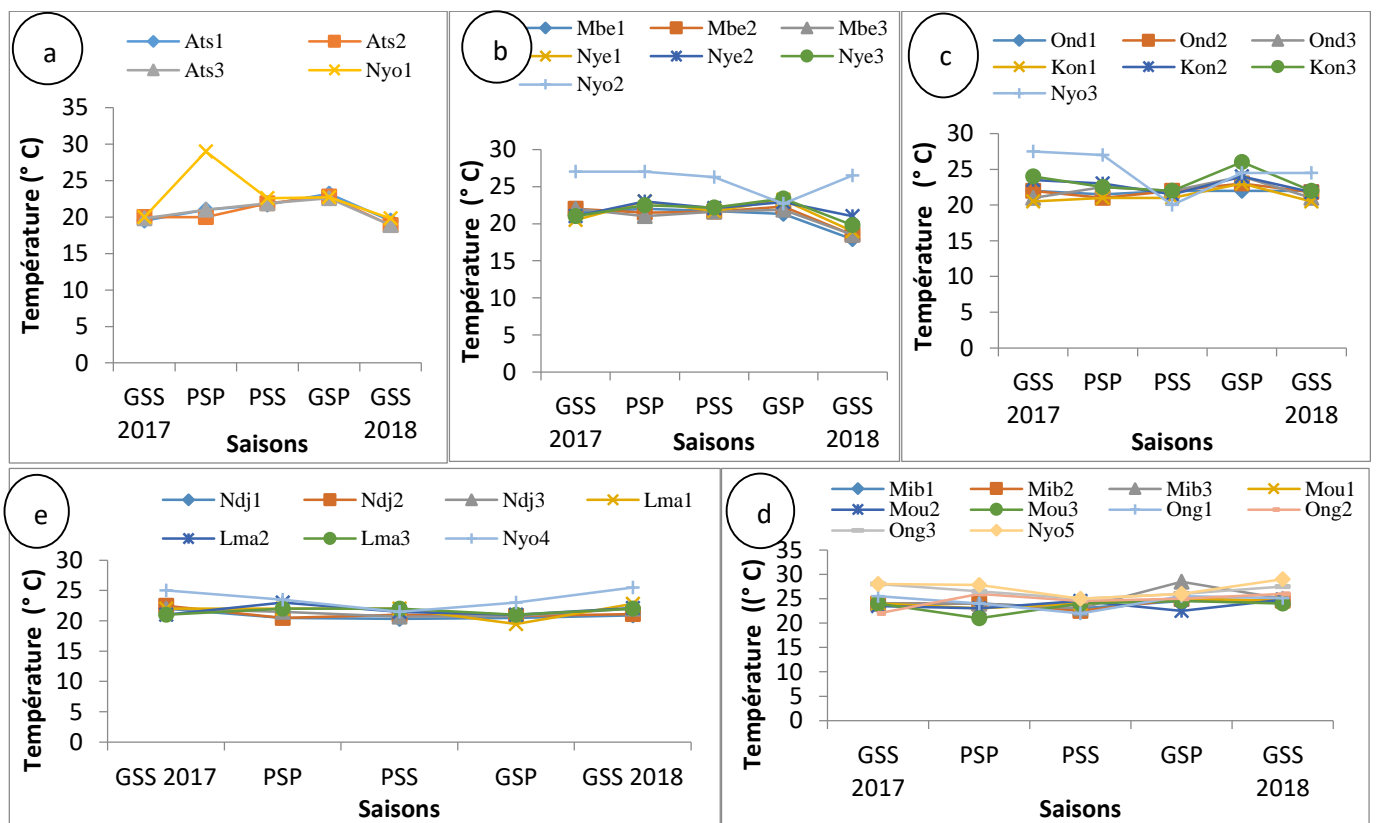 a
Ats1 Ats2
Ats3 Nyo1
35
30
25
20
15
10
5
0
Température (° C)
GSS 2017 PSP PSS GSP GSS 2018
Saisons
b
Mbe1 Mbe2 Mbe3
Nye1 Nye2 Nye3
Nyo2
30
25
20
15
10
5
0
Température (° C)
GSS 2017 PSP PSS GSP GSS 2018
Saisons
c
Ond1 Ond2 Ond3
Kon1 Kon2 Kon3
Nyo3
30
25
20
15
10
5
0
Température (° C)
GSS 2017 PSP PSS GSP GSS 2018
Saisons
e
Ndj1 Ndj2 Ndj3 Lma1
Lma2 Lma3 Nyo4
30
25
20
15
10
5
0
Température (° C)
GSS 2017 PSP PSS GSP GSS 2018
Saisons
d
Mib1 Mib2 Mib3 Mou1
Mou2 Mou3 Ong1 Ong2
Ong3 Nyo5
35
30
25
20
15
10
5
0
Température ((° C)
GSS 2017 PSP PSS GSP GSS 2018
Saisons